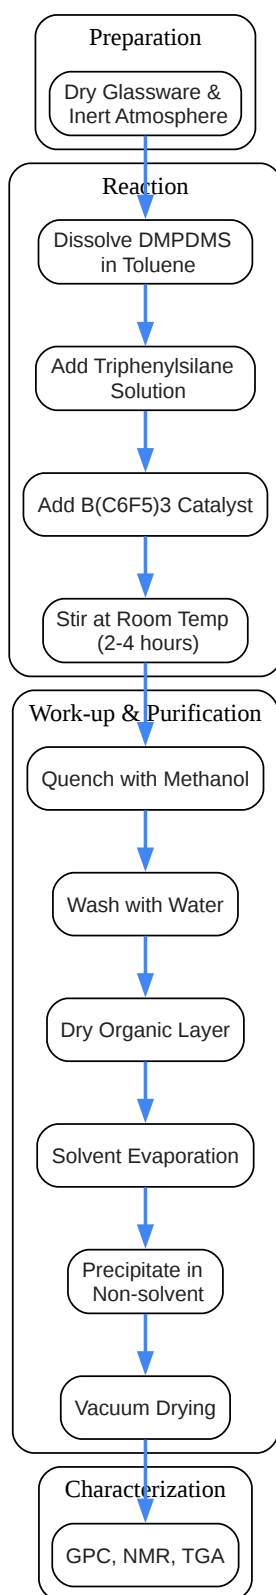 Preparation
Dry Glassware &
Inert Atmosphere
Reaction
Dissolve DMPDMS
in Toluene
Add Triphenylsilane
Solution
Add B(C6F5)3 Catalyst
Stir at Room Temp
(2-4 hours)
Work-up & Purification
Quench with Methanol
Wash with Water
Dry Organic Layer
Solvent Evaporation
Precipitate in
Non-solvent
Vacuum Drying
Characterization
GPC, NMR, TGA